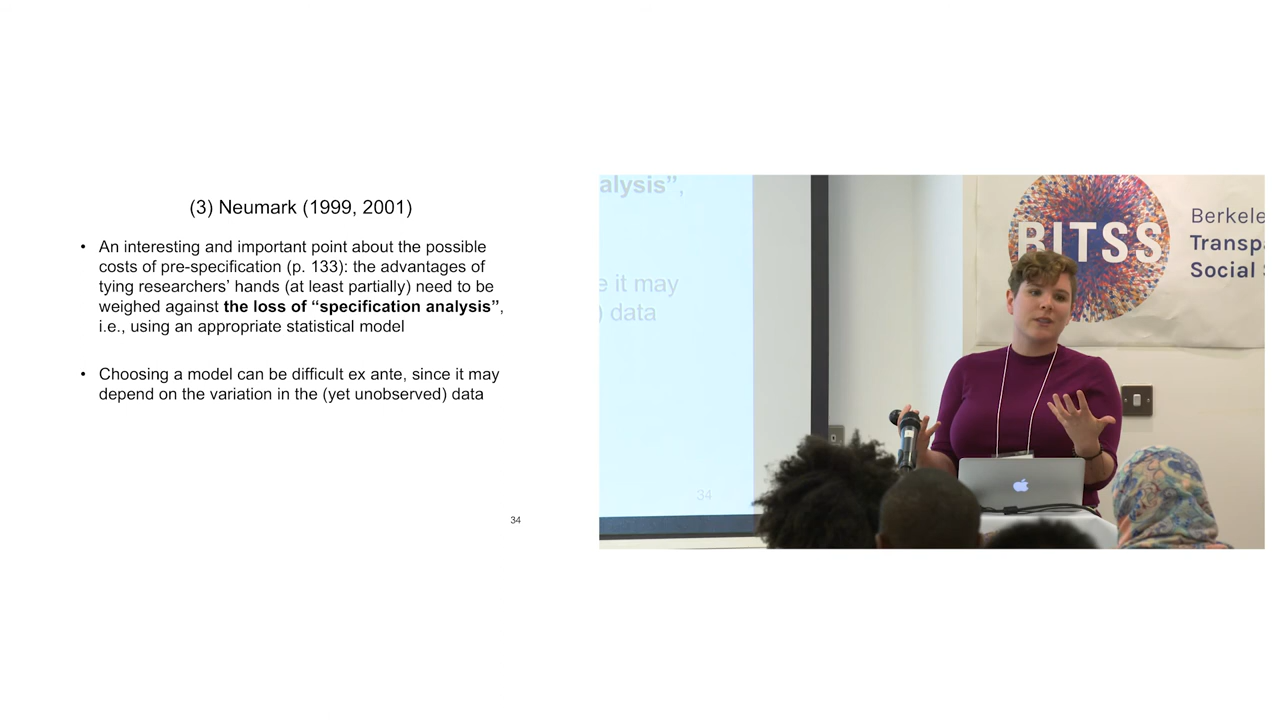 (3) Neumark (1999, 2001)
• An interesting and important point about the possible
costs of pre-specification (p. 133): the advantages of
tying researchers’ hands (at least partially) need to be
weighed against the loss of “specification analysis”,
i.e., using an appropriate statistical model
• Choosing a model can be difficult ex ante, since it may
depend on the variation in the (yet unobserved) data
34
alysis”,
e it may
) data
34
BITSS
Berkele
Transpa
Social S